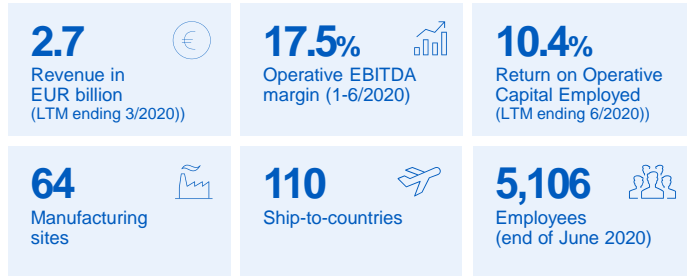 2.7
€
Revenue in
EUR billion
(LTM ending 3/2020))
17.5%
Operative EBITDA
margin (1-6/2020)
10.4%
Return on Operative
Capital Employed
(LTM ending 6/2020))
64
Manufacturing
sites
110
Ship-to-countries
5,106
Employees
(end of June 2020)